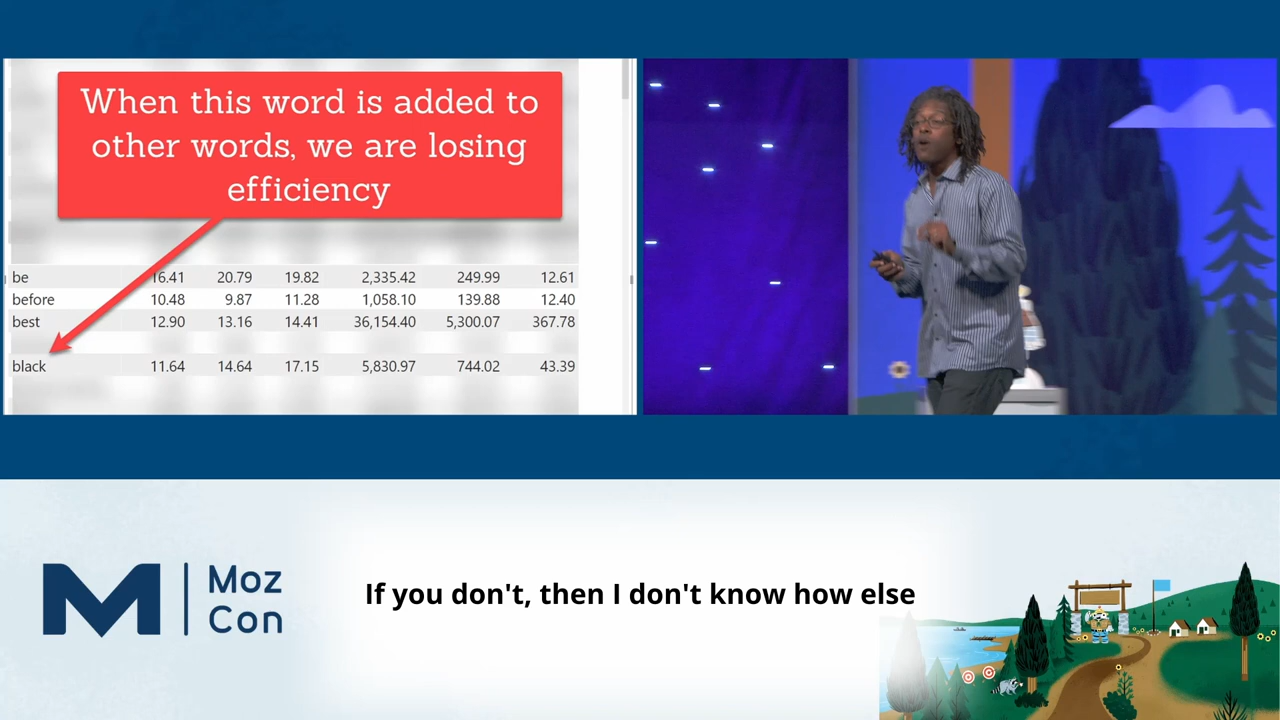 When this word is added to
other words, we are losing
efficiency
be 16.41 20.79 19.82 2,335.42 249.99 12.61
before 10.48 9.87 11.28 1,058.10 139.88 12.40
best 12.90 13.16 14.41 36,154.40 5,300.07 367.78
black 11.64 14.64 17.15 5,830.97 744.02 43.39
Moz
Con
If you don't, then I don't know how else